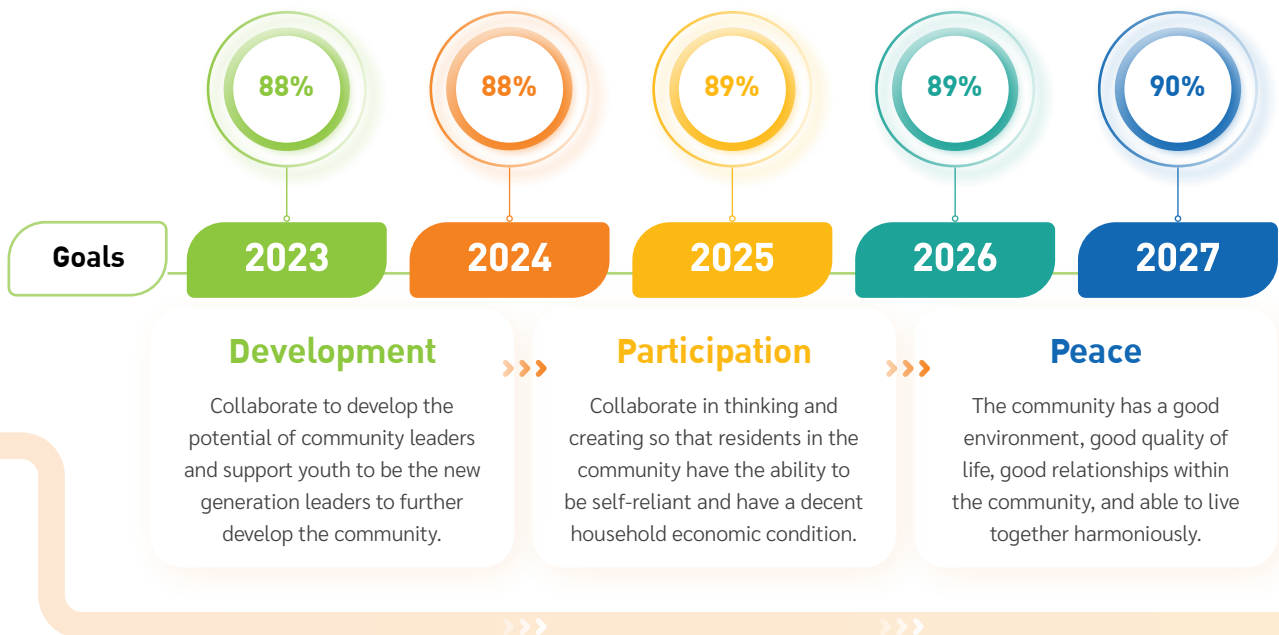 88%
88%
89%
89%
90%
Goals
2023
2024
2025
2026
2027
Development
Collaborate to develop the
potential of community leaders
and support youth to be the new
generation leaders to further
develop the community.
Participation
Collaborate in thinking and
creating so that residents in the
community have the ability to
be self-reliant and have a decent
household economic condition.
Peace
The community has a good
environment, good quality of
life, good relationships within
the community, and able to live
together harmoniously.